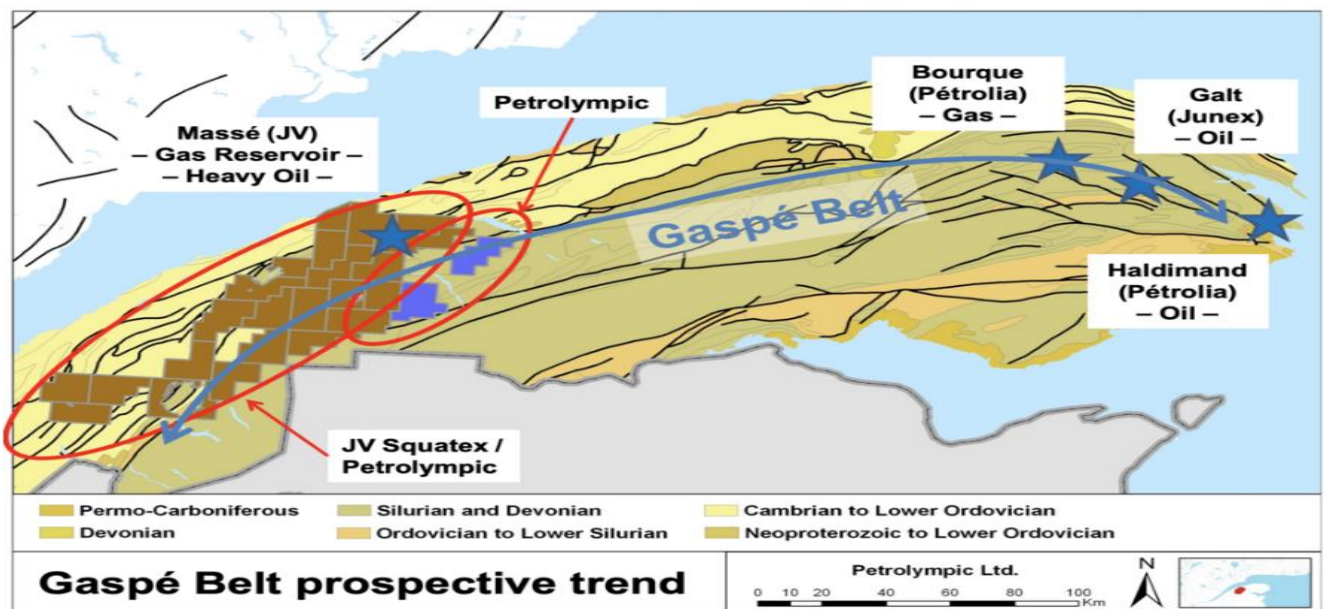 Bourque
(Pétrolia)
– Gas –
Galt
(Junex)
– Oil –
Petrolympic
Massé (JV)
– Gas Reservoir –
– Heavy Oil –
Gaspé Belt
Haldimand
(Pétrolia)
– Oil –
JV Squatex /
Petrolympic
Permo-Carboniferous
Silurian and Devonian
Cambrian to Lower Ordovician
Devonian
Ordovician to Lower Silurian
Neoproterozoic to Lower Ordovician
Gaspé Belt prospective trend
Petrolympic Ltd.
0 10 20 40 60 80 100
Km
N